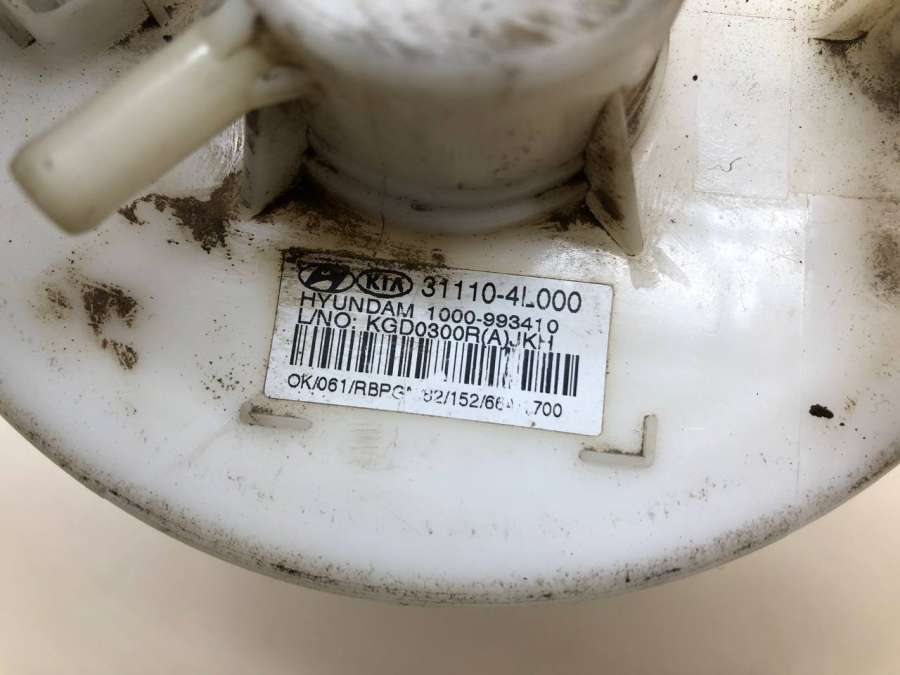 KIA 31110-4L000
HYUNDAM 1000-993410
L/NO: KGD0300R(A)JKH